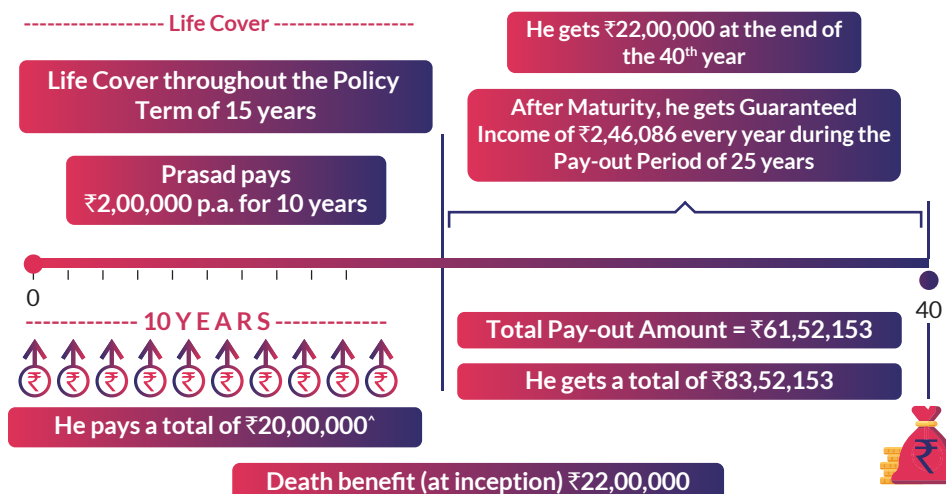 ---------------- Life Cover ----------------
Life Cover throughout the Policy
Term of 15 years
Prasad pays
₹2,00,000 p.a. for 10 years
He gets ₹22,00,000 at the end of
the 40th year
After Maturity, he gets Guaranteed
Income of ₹2,46,086 every year during the
Pay-out Period of 25 years
0
40
------------- 10 YEARS -------------
₹ ₹ ₹ ₹ ₹ ₹ ₹ ₹ ₹ ₹
He pays a total of ₹20,00,000^
Total Pay-out Amount = ₹61,52,153
He gets a total of ₹83,52,153
₹
Death benefit (at inception) ₹22,00,000